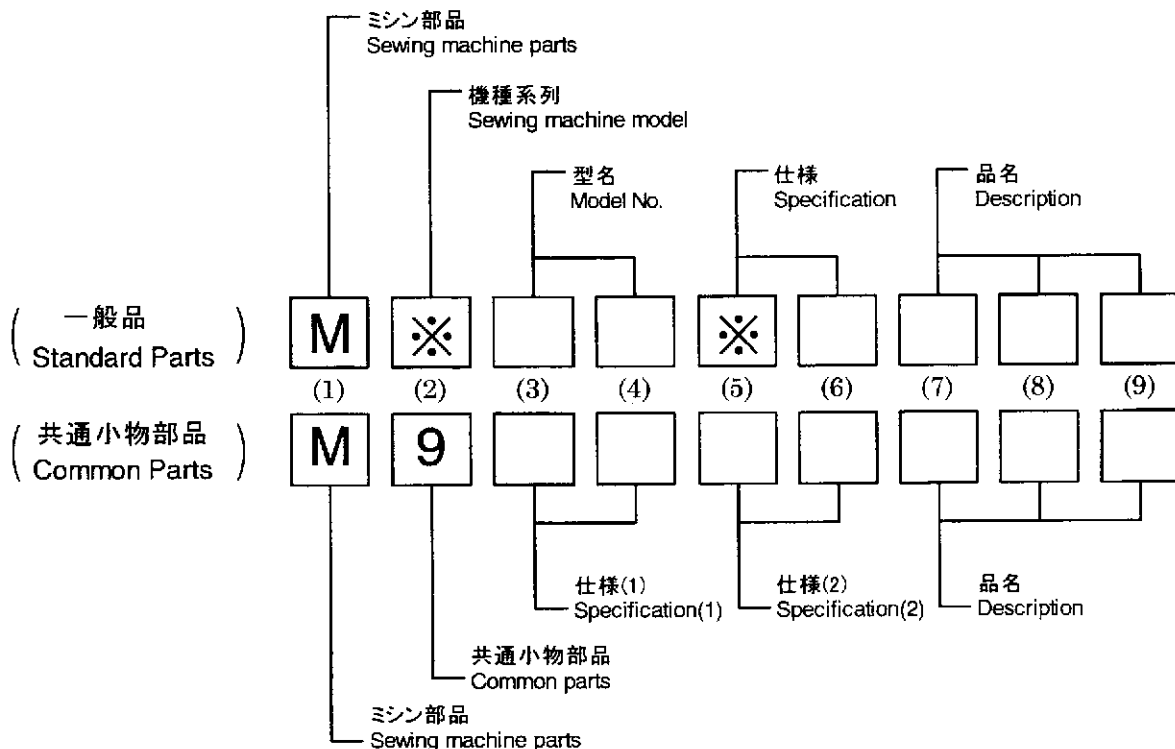 ミシン部品
Sewing machine parts
機種系列
Sewing machine model
型名
Model No.
仕様
Specification
品名
Description
(一般品
Standard Parts)
M ※ ※
(1) (2) (3) (4) (5) (6) (7) (8) (9)
(共通小物部品
Common Parts)
M 9
仕様(1)
Specification(1)
仕様(2)
Specification(2)
品名
Description
共通小物部品
Common parts
ミシン部品
Sewing machine parts